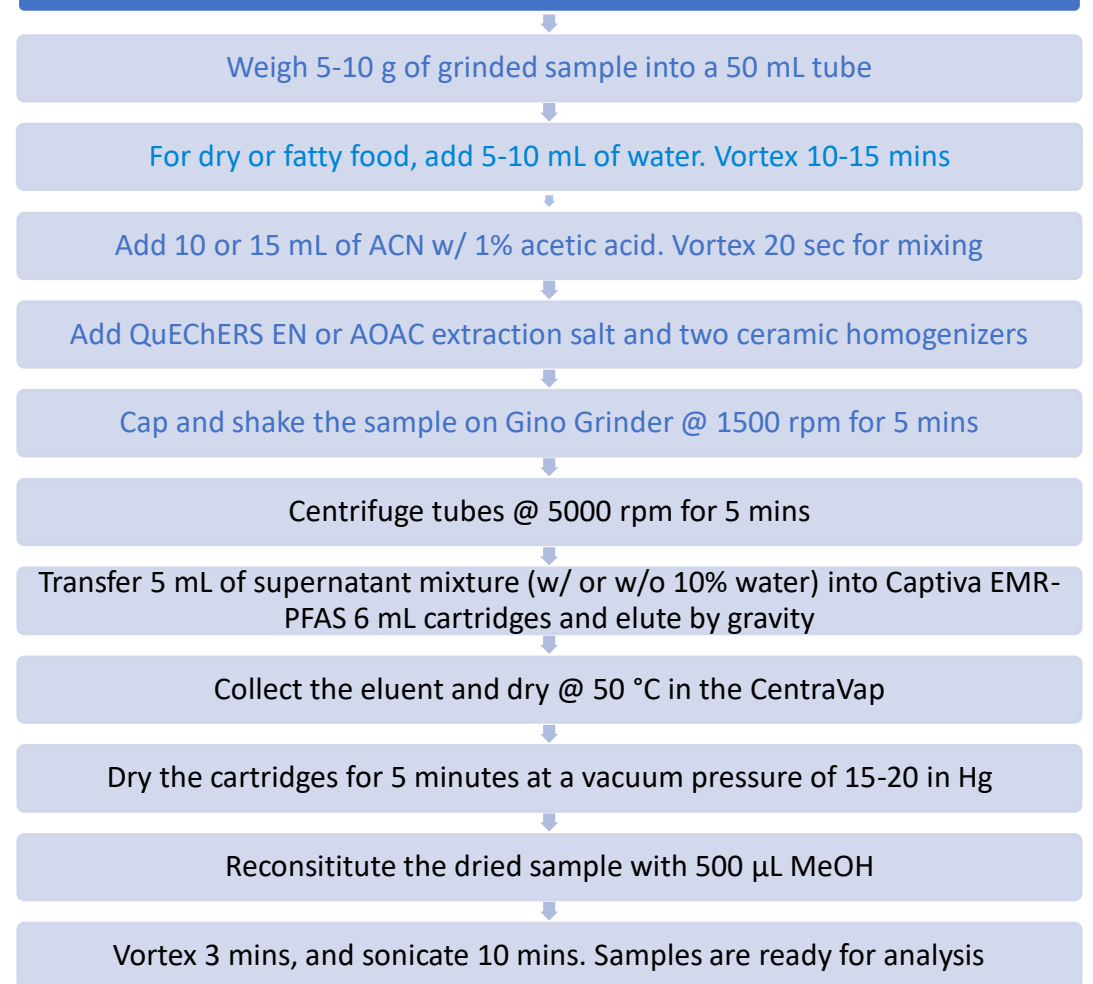 Weigh 5-10 g of grinded sample into a 50 mL tube
For dry or fatty food, add 5-10 mL of water. Vortex 10-15 mins
Add 10 or 15 mL of ACN w/ 1% acetic acid. Vortex 20 sec for mixing
Add QuEChERS EN or AOAC extraction salt and two ceramic homogenizers
Cap and shake the sample on Gino Grinder @ 1500 rpm for 5 mins
Centrifuge tubes @ 5000 rpm for 5 mins
Transfer 5 mL of supernatant mixture (w/ or w/o 10% water) into Captiva EMR-
PFAS 6 mL cartridges and elute by gravity
Collect the eluent and dry @ 50 °C in the CentraVap
Dry the cartridges for 5 minutes at a vacuum pressure of 15-20 in Hg
Reconsititute the dried sample with 500 µL MeOH
Vortex 3 mins, and sonicate 10 mins. Samples are ready for analysis